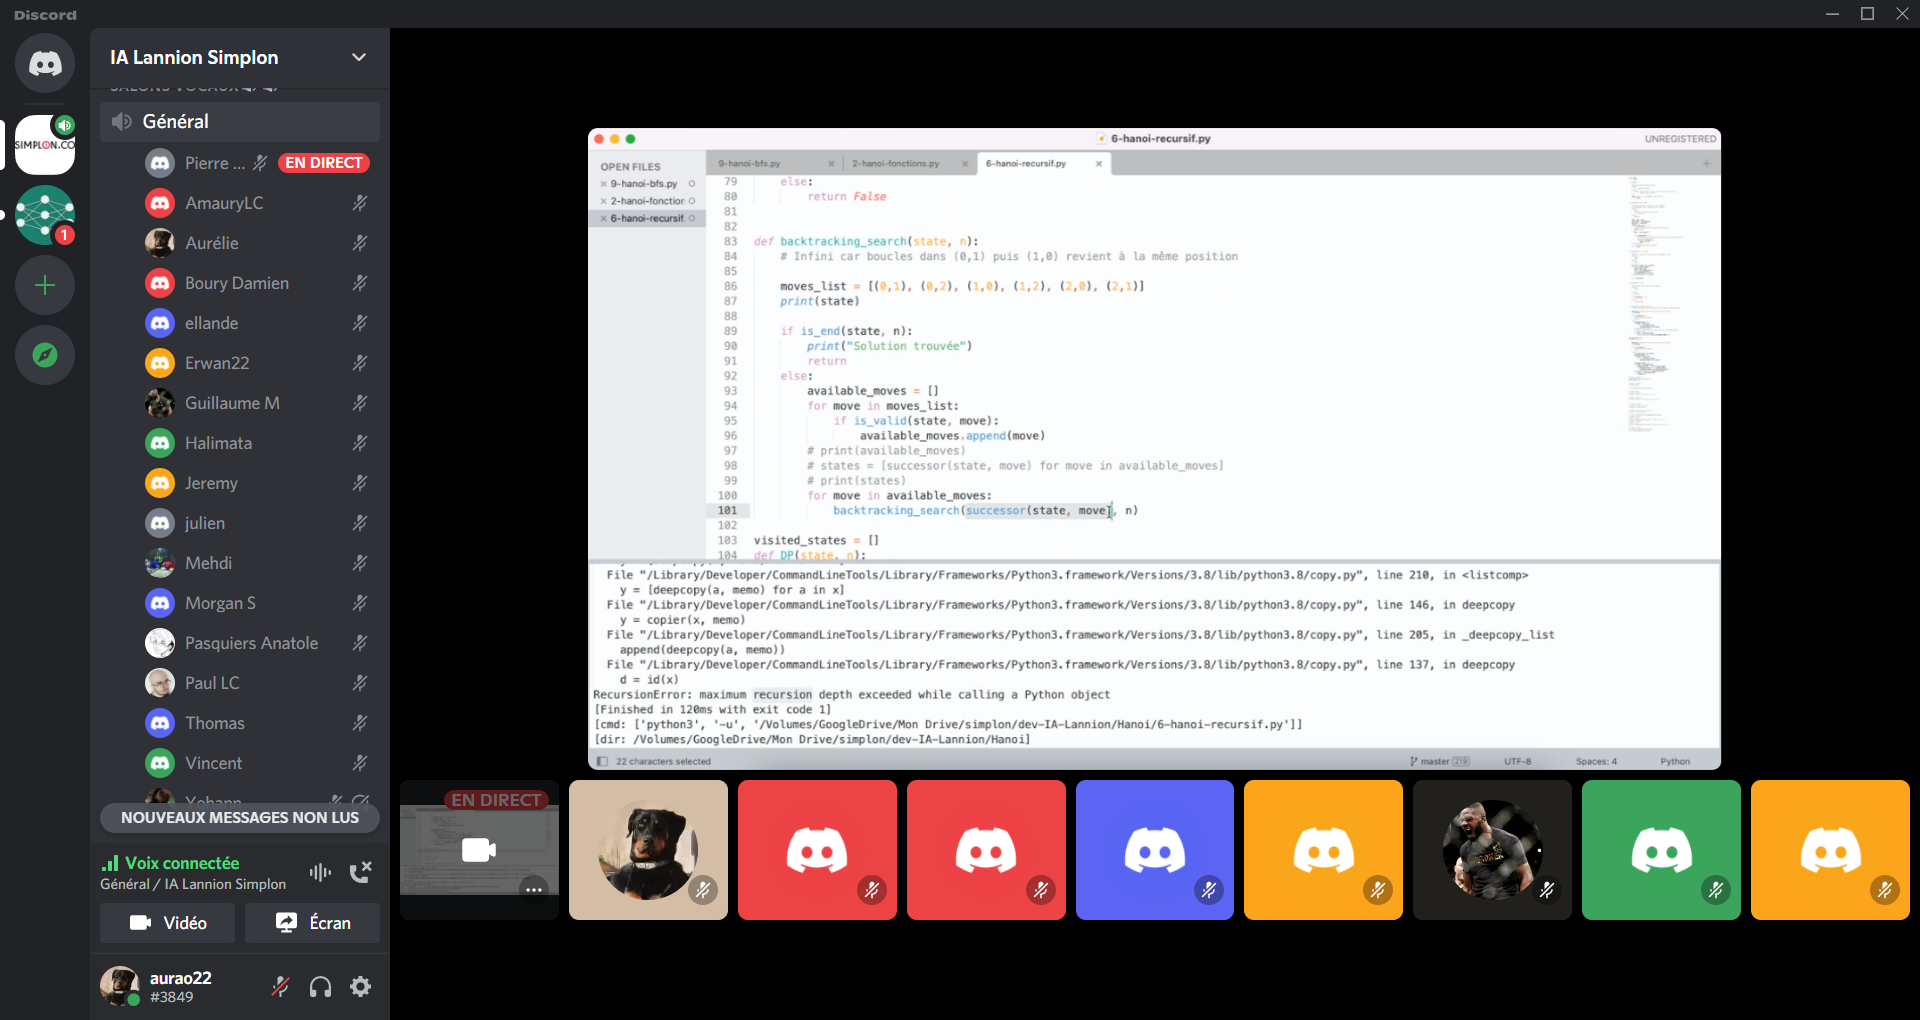 Discord
IA Lannion Simplon
SALONS VOCAUX
Général
SIMPLON.CO
1
Pierre ...
EN DIRECT
AmauryLC
Aurélie
Boury Damien
ellande
Erwan22
Guillaume M
Halimata
Jeremy
julien
Mehdi
Morgan S
Pasquiers Anatole
Paul LC
Thomas
Vincent
Yohann
NOUVEAUX MESSAGES NON LUS
Voix connectée
Général / IA Lannion Simplon
Vidéo
Écran
aurao22
#3849
6-hanoi-recursif.py
UNREGISTERED
OPEN FILES
9-hanoi-bfs.py
2-hanoi-fonction
6-hanoi-recursif
9-hanoi-bfs.py
2-hanoi-fonctions.py
6-hanoi-recursif.py
79 else:
80 return False
81
82
83 def backtracking_search(state, n):
84 # Infini car boucles dans (0,1) puis (1,0) revient à la même position
85
86 moves_list = [(0,1), (0,2), (1,0), (1,2), (2,0), (2,1)]
87 print(state)
88
89 if is_end(state, n):
90 print("Solution trouvée")
91 return
92 else:
93 available_moves = []
94 for move in moves_list:
95 if is_valid(state, move):
96 available_moves.append(move)
97 # print(available_moves)
98 # states = [successor(state, move) for move in available_moves]
99 # print(states)
100 for move in available_moves:
101 backtracking_search(successor(state, move), n)
102
103 visited_states = []
104 def DP(state, n):
File "/Library/Developer/CommandLineTools/Library/Frameworks/Python3.framework/Versions/3.8/lib/python3.8/copy.py", line 210, in <listcomp>
y = [deepcopy(a, memo) for a in x]
File "/Library/Developer/CommandLineTools/Library/Frameworks/Python3.framework/Versions/3.8/lib/python3.8/copy.py", line 146, in deepcopy
y = copier(x, memo)
File "/Library/Developer/CommandLineTools/Library/Frameworks/Python3.framework/Versions/3.8/lib/python3.8/copy.py", line 205, in _deepcopy_list
append(deepcopy(a, memo))
File "/Library/Developer/CommandLineTools/Library/Frameworks/Python3.framework/Versions/3.8/lib/python3.8/copy.py", line 137, in deepcopy
d = id(x)
RecursionError: maximum recursion depth exceeded while calling a Python object
[Finished in 120ms with exit code 1]
[cmd: ['python3', '-u', '/Volumes/GoogleDrive/Mon Drive/simplon/dev-IA-Lannion/Hanoi/6-hanoi-recursif.py']]
[dir: /Volumes/GoogleDrive/Mon Drive/simplon/dev-IA-Lannion/Hanoi]
22 characters selected
master 219
UTF-8
Spaces: 4
Python
EN DIRECT